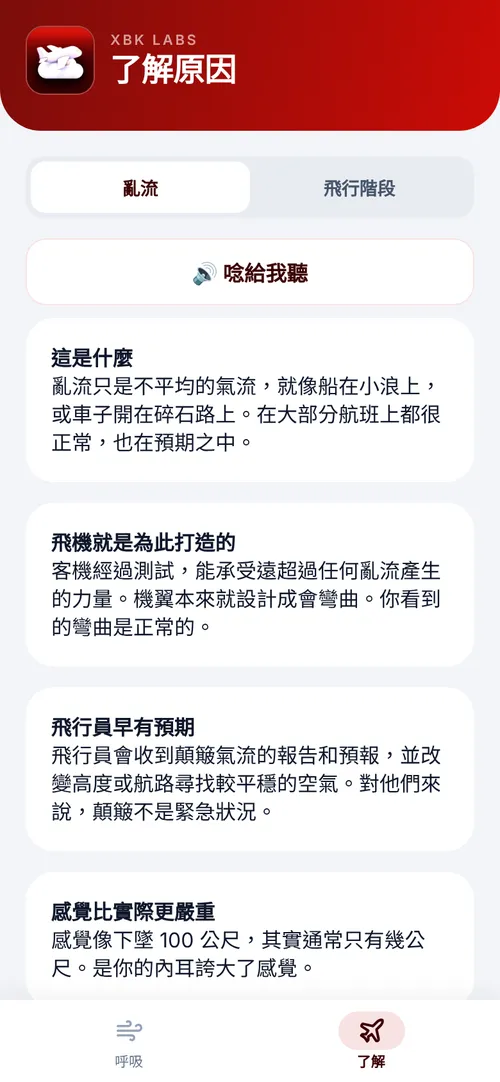 XBK LABS
了解原因
亂流
飛行階段
唸給我聽
這是什麼
亂流只是不平均的氣流，就像船在小浪上，
或車子開在碎石路上。在大部分航班上都很
正常，也在預期之中。
飛機就是為此打造的
客機經過測試，能承受遠超過任何亂流產生
的力量。機翼本來就設計成會彎曲。你看到
的彎曲是正常的。
飛行員早有預期
飛行員會收到顛簸氣流的報告和預報，並改
變高度或航路尋找較平穩的空氣。對他們來
說，顛簸不是緊急狀況。
感覺比實際更嚴重
感覺像下墜 100 公尺，其實通常只有幾公
尺。是你的內耳誇大了感覺。
呼吸
了解